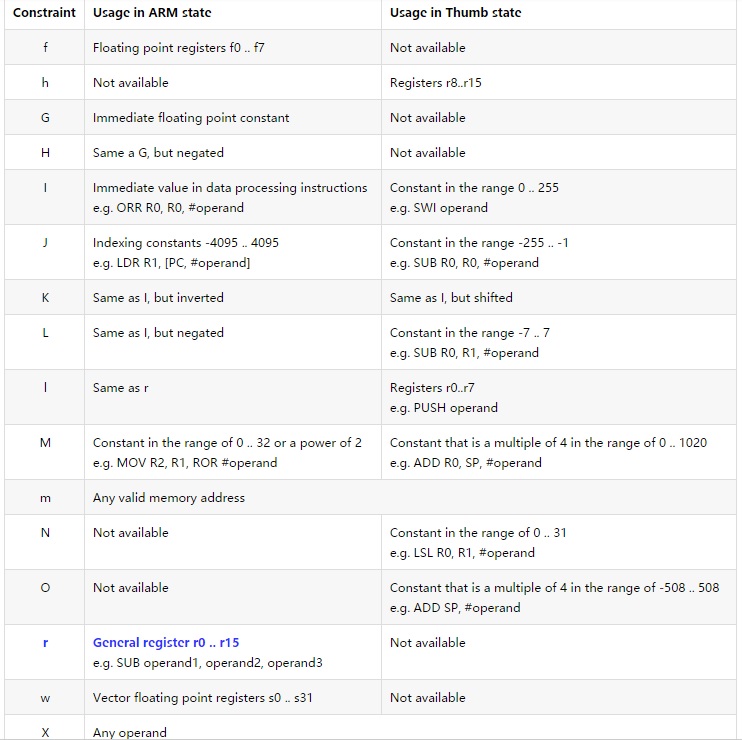 Constraint Usage in ARM state Usage in Thumb state
f Floating point registers f0 .. f7 Not available
h Not available Registers r8..r15
G Immediate floating point constant Not available
H Same a G, but negated Not available
I Immediate value in data processing instructions Constant in the range 0 .. 255
e.g. ORR R0, R0, #operand e.g. SWI operand
J Indexing constants -4095 .. 4095 Constant in the range -255 .. -1
e.g. LDR R1, [PC, #operand] e.g. SUB R0, R0, #operand
K Same as I, but inverted Same as I, but shifted
L Same as I, but negated Constant in the range -7 .. 7
e.g. SUB R0, R1, #operand
l Same as r Registers r0..r7
e.g. PUSH operand
M Constant in the range of 0 .. 32 or a power of 2 Constant that is a multiple of 4 in the range of 0 .. 1020
e.g. MOV R2, R1, ROR #operand e.g. ADD R0, SP, #operand
m Any valid memory address
N Not available Constant in the range of 0 .. 31
e.g. LSL R0, R1, #operand
O Not available Constant that is a multiple of 4 in the range of -508 .. 508
e.g. ADD SP, #operand
r General register r0 .. r15 Not available
e.g. SUB operand1, operand2, operand3
w Vector floating point registers s0 .. s31 Not available
X Any operand